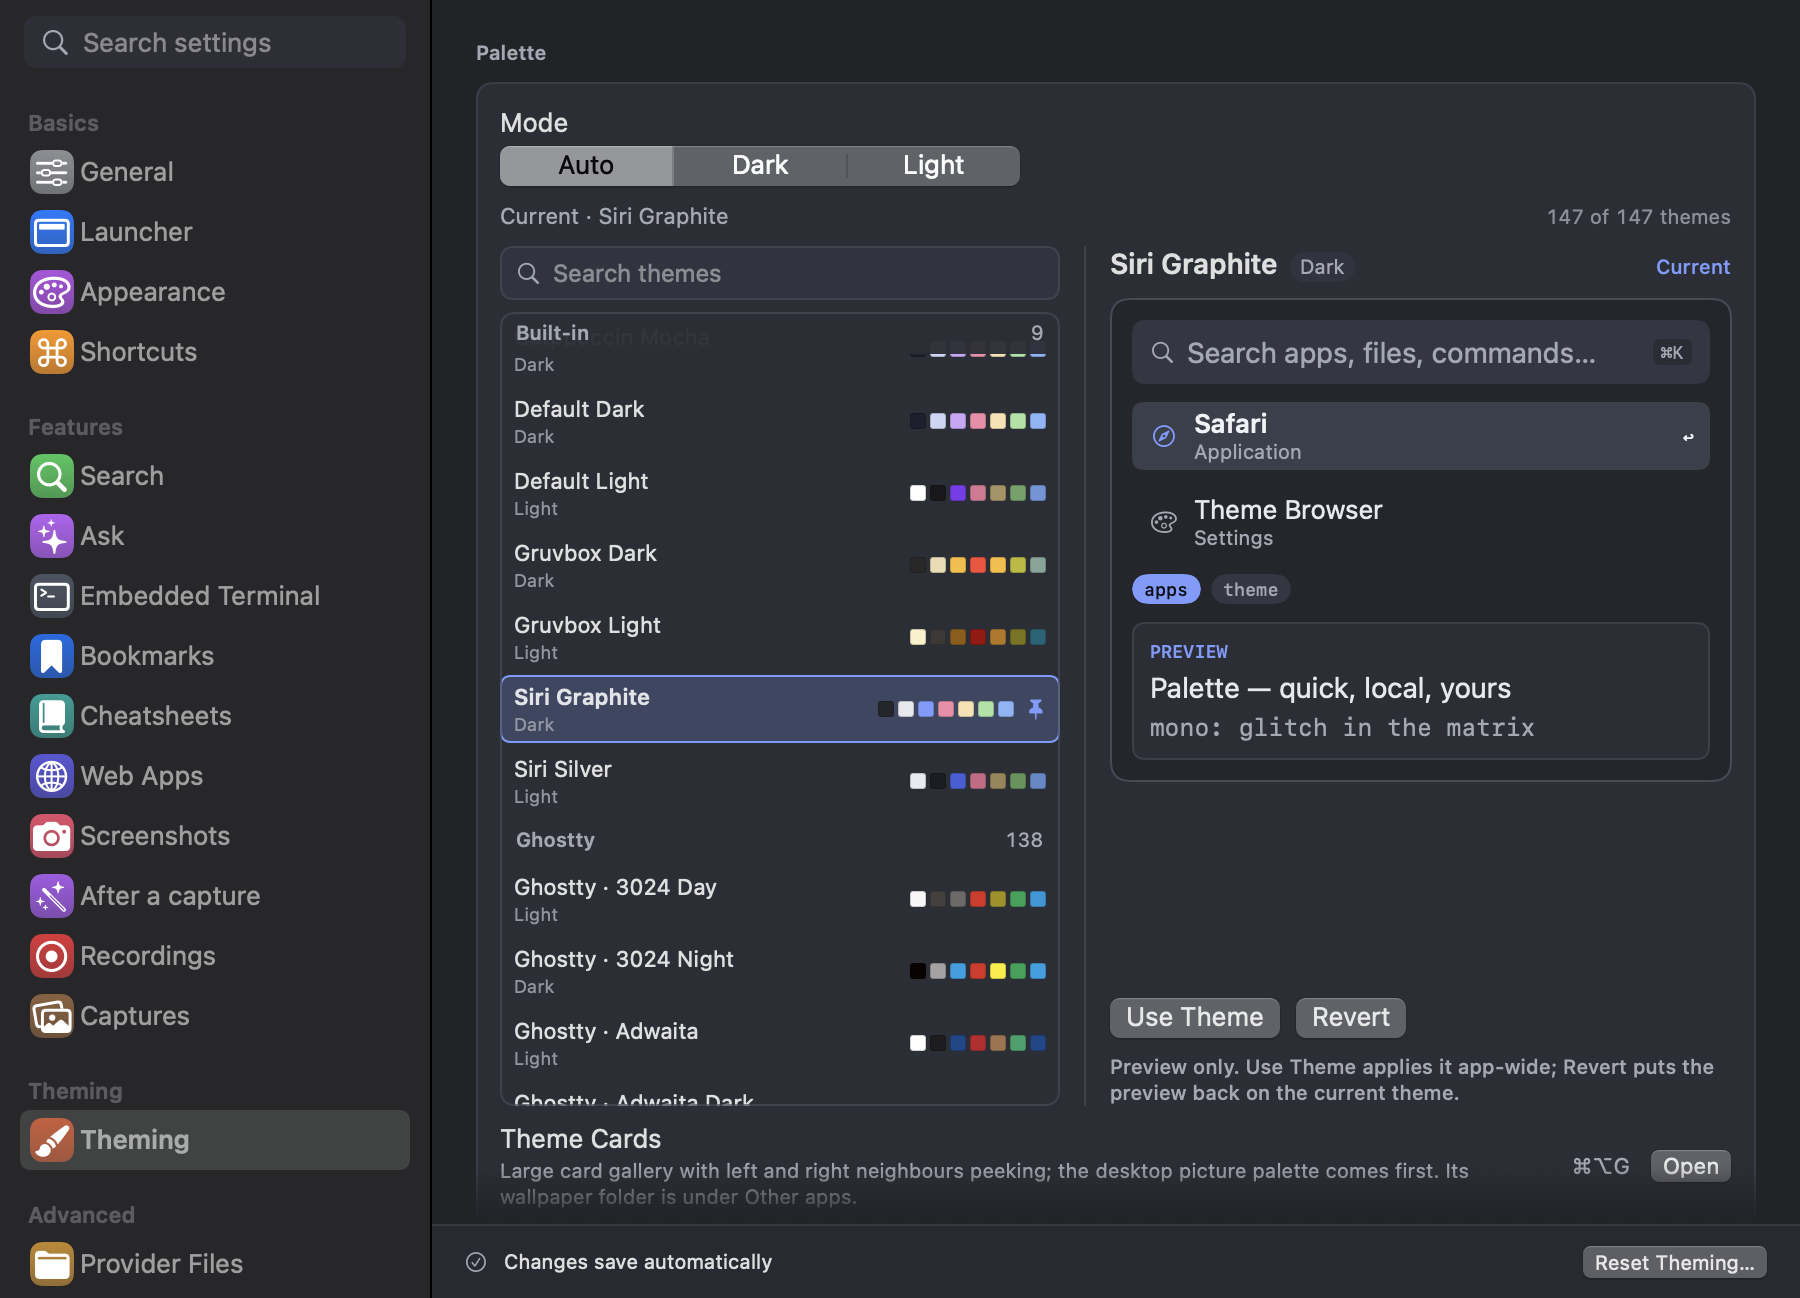 Search settings
Basics
General
Launcher
Appearance
Shortcuts
Features
Search
Ask
Embedded Terminal
Bookmarks
Cheatsheets
Web Apps
Screenshots
After a capture
Recordings
Captures
Theming
Theming
Advanced
Provider Files
Palette
Mode
Auto
Dark
Light
Current · Siri Graphite
147 of 147 themes
Search themes
Built-in
9
Mocha
Dark
Default Dark
Dark
Default Light
Light
Gruvbox Dark
Dark
Gruvbox Light
Light
Siri Graphite
Dark
Siri Silver
Light
Ghostty
138
Ghostty · 3024 Day
Light
Ghostty · 3024 Night
Dark
Ghostty · Adwaita
Light
Ghostty · Adwaita Dark
Siri Graphite
Dark
Current
Search apps, files, commands...
⌘K
Safari
Application
↩
Theme Browser
Settings
apps
theme
PREVIEW
Palette — quick, local, yours
mono: glitch in the matrix
Use Theme
Revert
Preview only. Use Theme applies it app-wide; Revert puts the
preview back on the current theme.
Theme Cards
Large card gallery with left and right neighbours peeking; the desktop picture palette comes first. Its
wallpaper folder is under Other apps.
⌘⌥G
Open
Changes save automatically
Reset Theming...